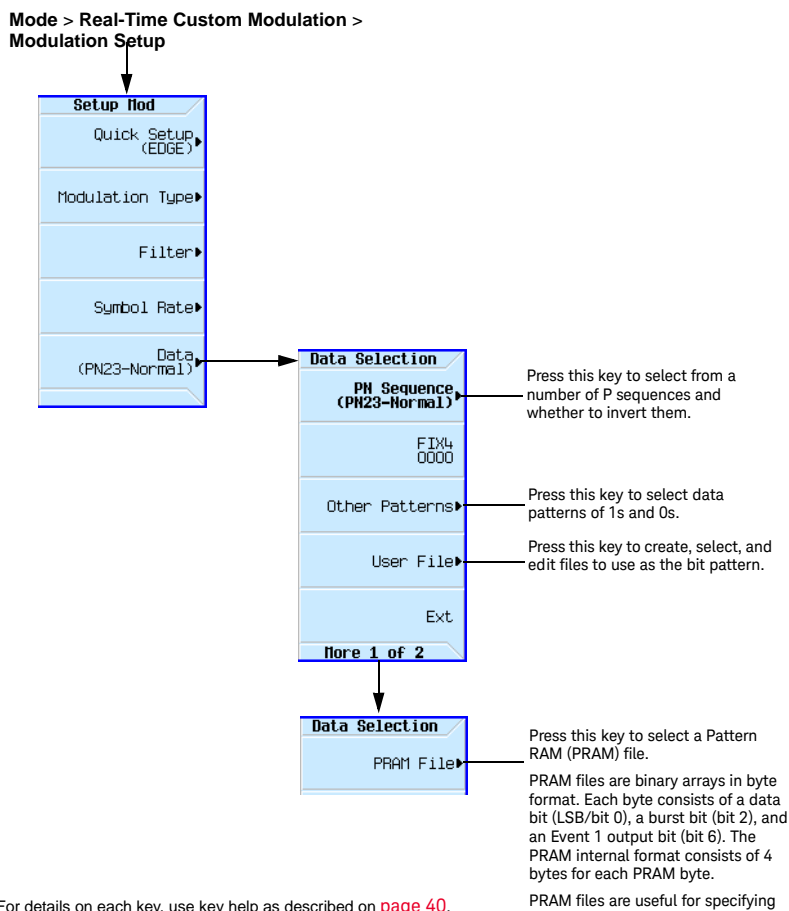 Mode > Real-Time Custom Modulation >
Modulation Setup
Setup Mod
Quick Setup
(EDGE)
Modulation Type
Filter
Symbol Rate
Data
(PN23-Normal)
Data Selection
PN Sequence
(PN23-Normal)
Press this key to select from a
number of P sequences and
whether to invert them.
FIX4
0000
Other Patterns
Press this key to select data
patterns of 1s and 0s.
User File
Press this key to create, select, and
edit files to use as the bit pattern.
Ext
More 1 of 2
Data Selection
PRAM File
Press this key to select a Pattern
RAM (PRAM) file.
PRAM files are binary arrays in byte
format. Each byte consists of a data
bit (LSB/bit 0), a burst bit (bit 2), and
an Event 1 output bit (bit 6). The
PRAM internal format consists of 4
bytes for each PRAM byte.
PRAM files are useful for specifying
For details on each key, use key help as described on page 40.